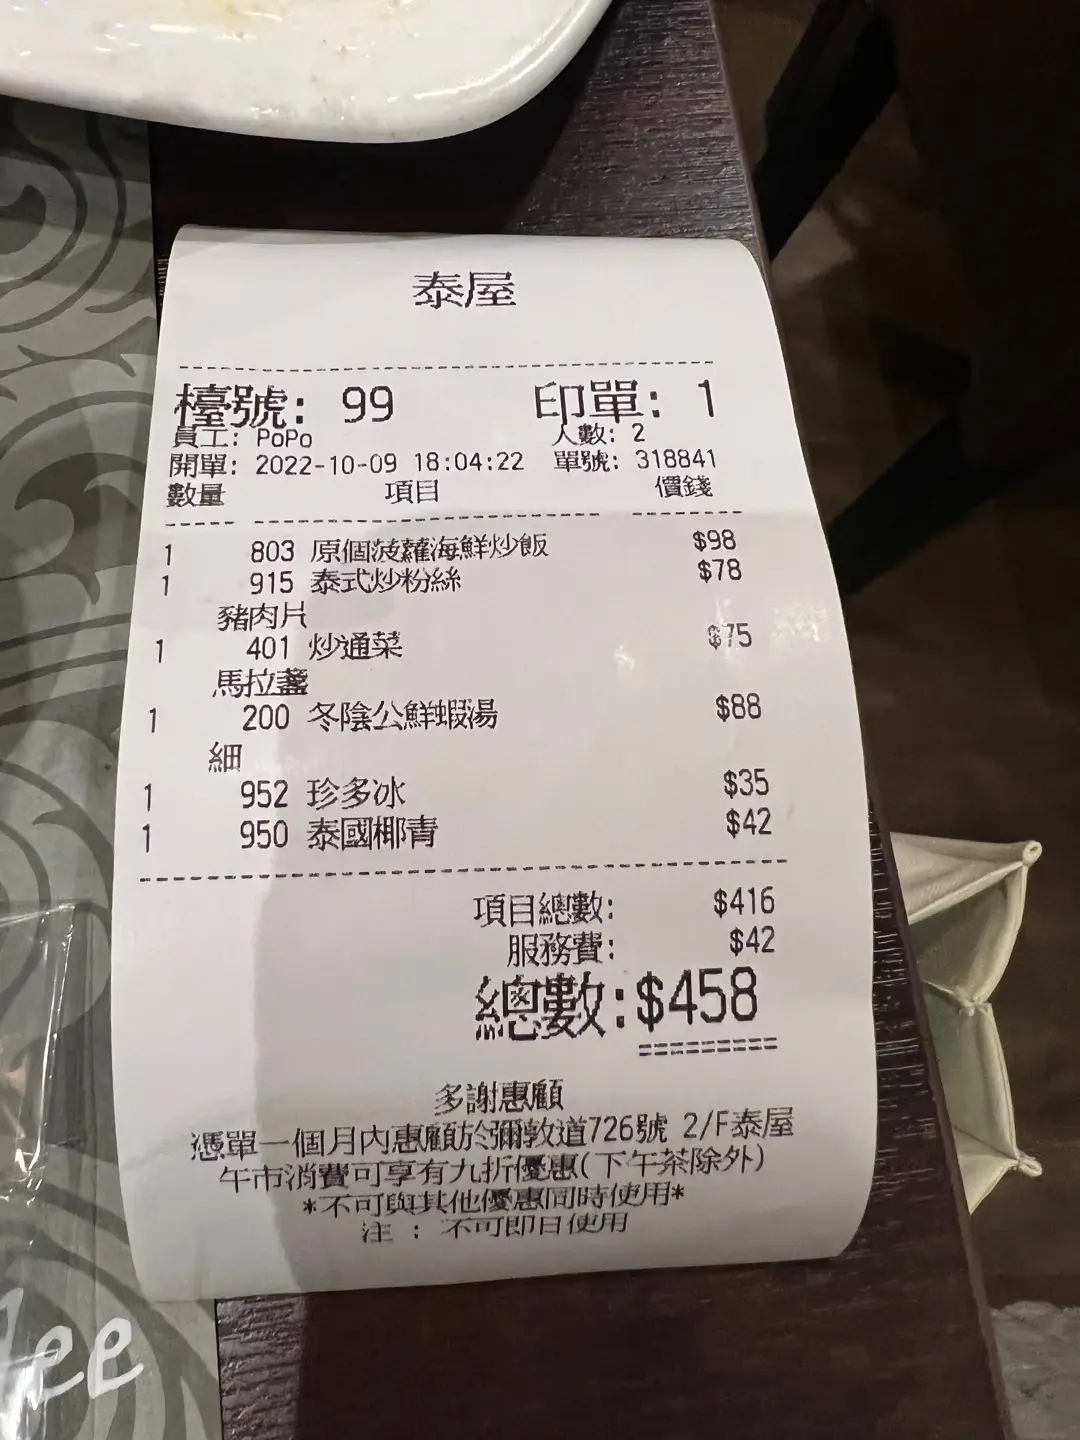 泰屋
檯號: 99 印單: 1
員工: PoPo 人數: 2
開單: 2022-10-09 18:04:22 單號: 318841
數量 項目 價錢
1 803 原個菠蘿海鮮炒飯 $98
1 915 泰式炒粉絲 $78
豬肉片
1 401 炒通菜 $75
馬拉盞
1 200 冬陰公鮮蝦湯 $88
細
1 952 珍多冰 $35
1 950 泰國椰青 $42
項目總數: $416
服務費: $42
總數:$458
多謝惠顧
憑單一個月內惠顧於彌敦道726號 2/F泰屋
午市消費可享有九折優惠(下午茶除外)
*不可與其他優惠同時使用*
注 : 不可即日使用